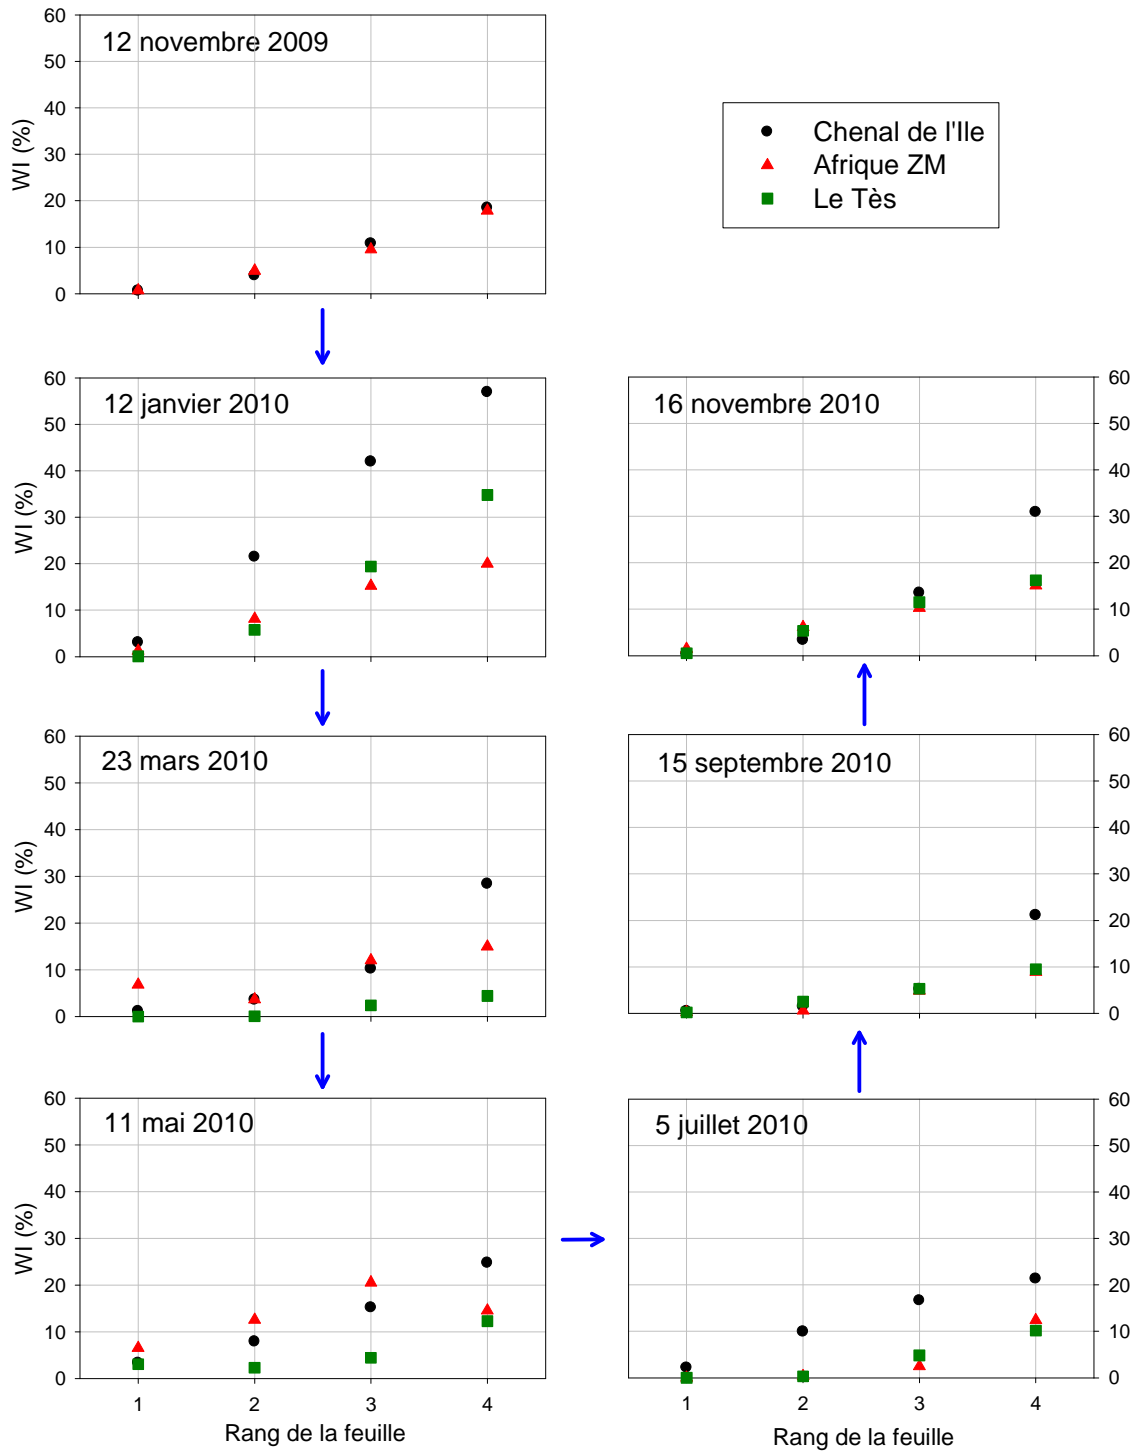 12 novembre 2009
WI (%)
60
50
40
30
20
10
0
Chenal de l'Ile
Afrique ZM
Le Tès
12 janvier 2010
WI (%)
60
50
40
30
20
10
0
16 novembre 2010
60
50
40
30
20
10
0
23 mars 2010
WI (%)
60
50
40
30
20
10
0
15 septembre 2010
60
50
40
30
20
10
0
11 mai 2010
WI (%)
60
50
40
30
20
10
0
1 2 3 4
Rang de la feuille
5 juillet 2010
60
50
40
30
20
10
0
1 2 3 4
Rang de la feuille